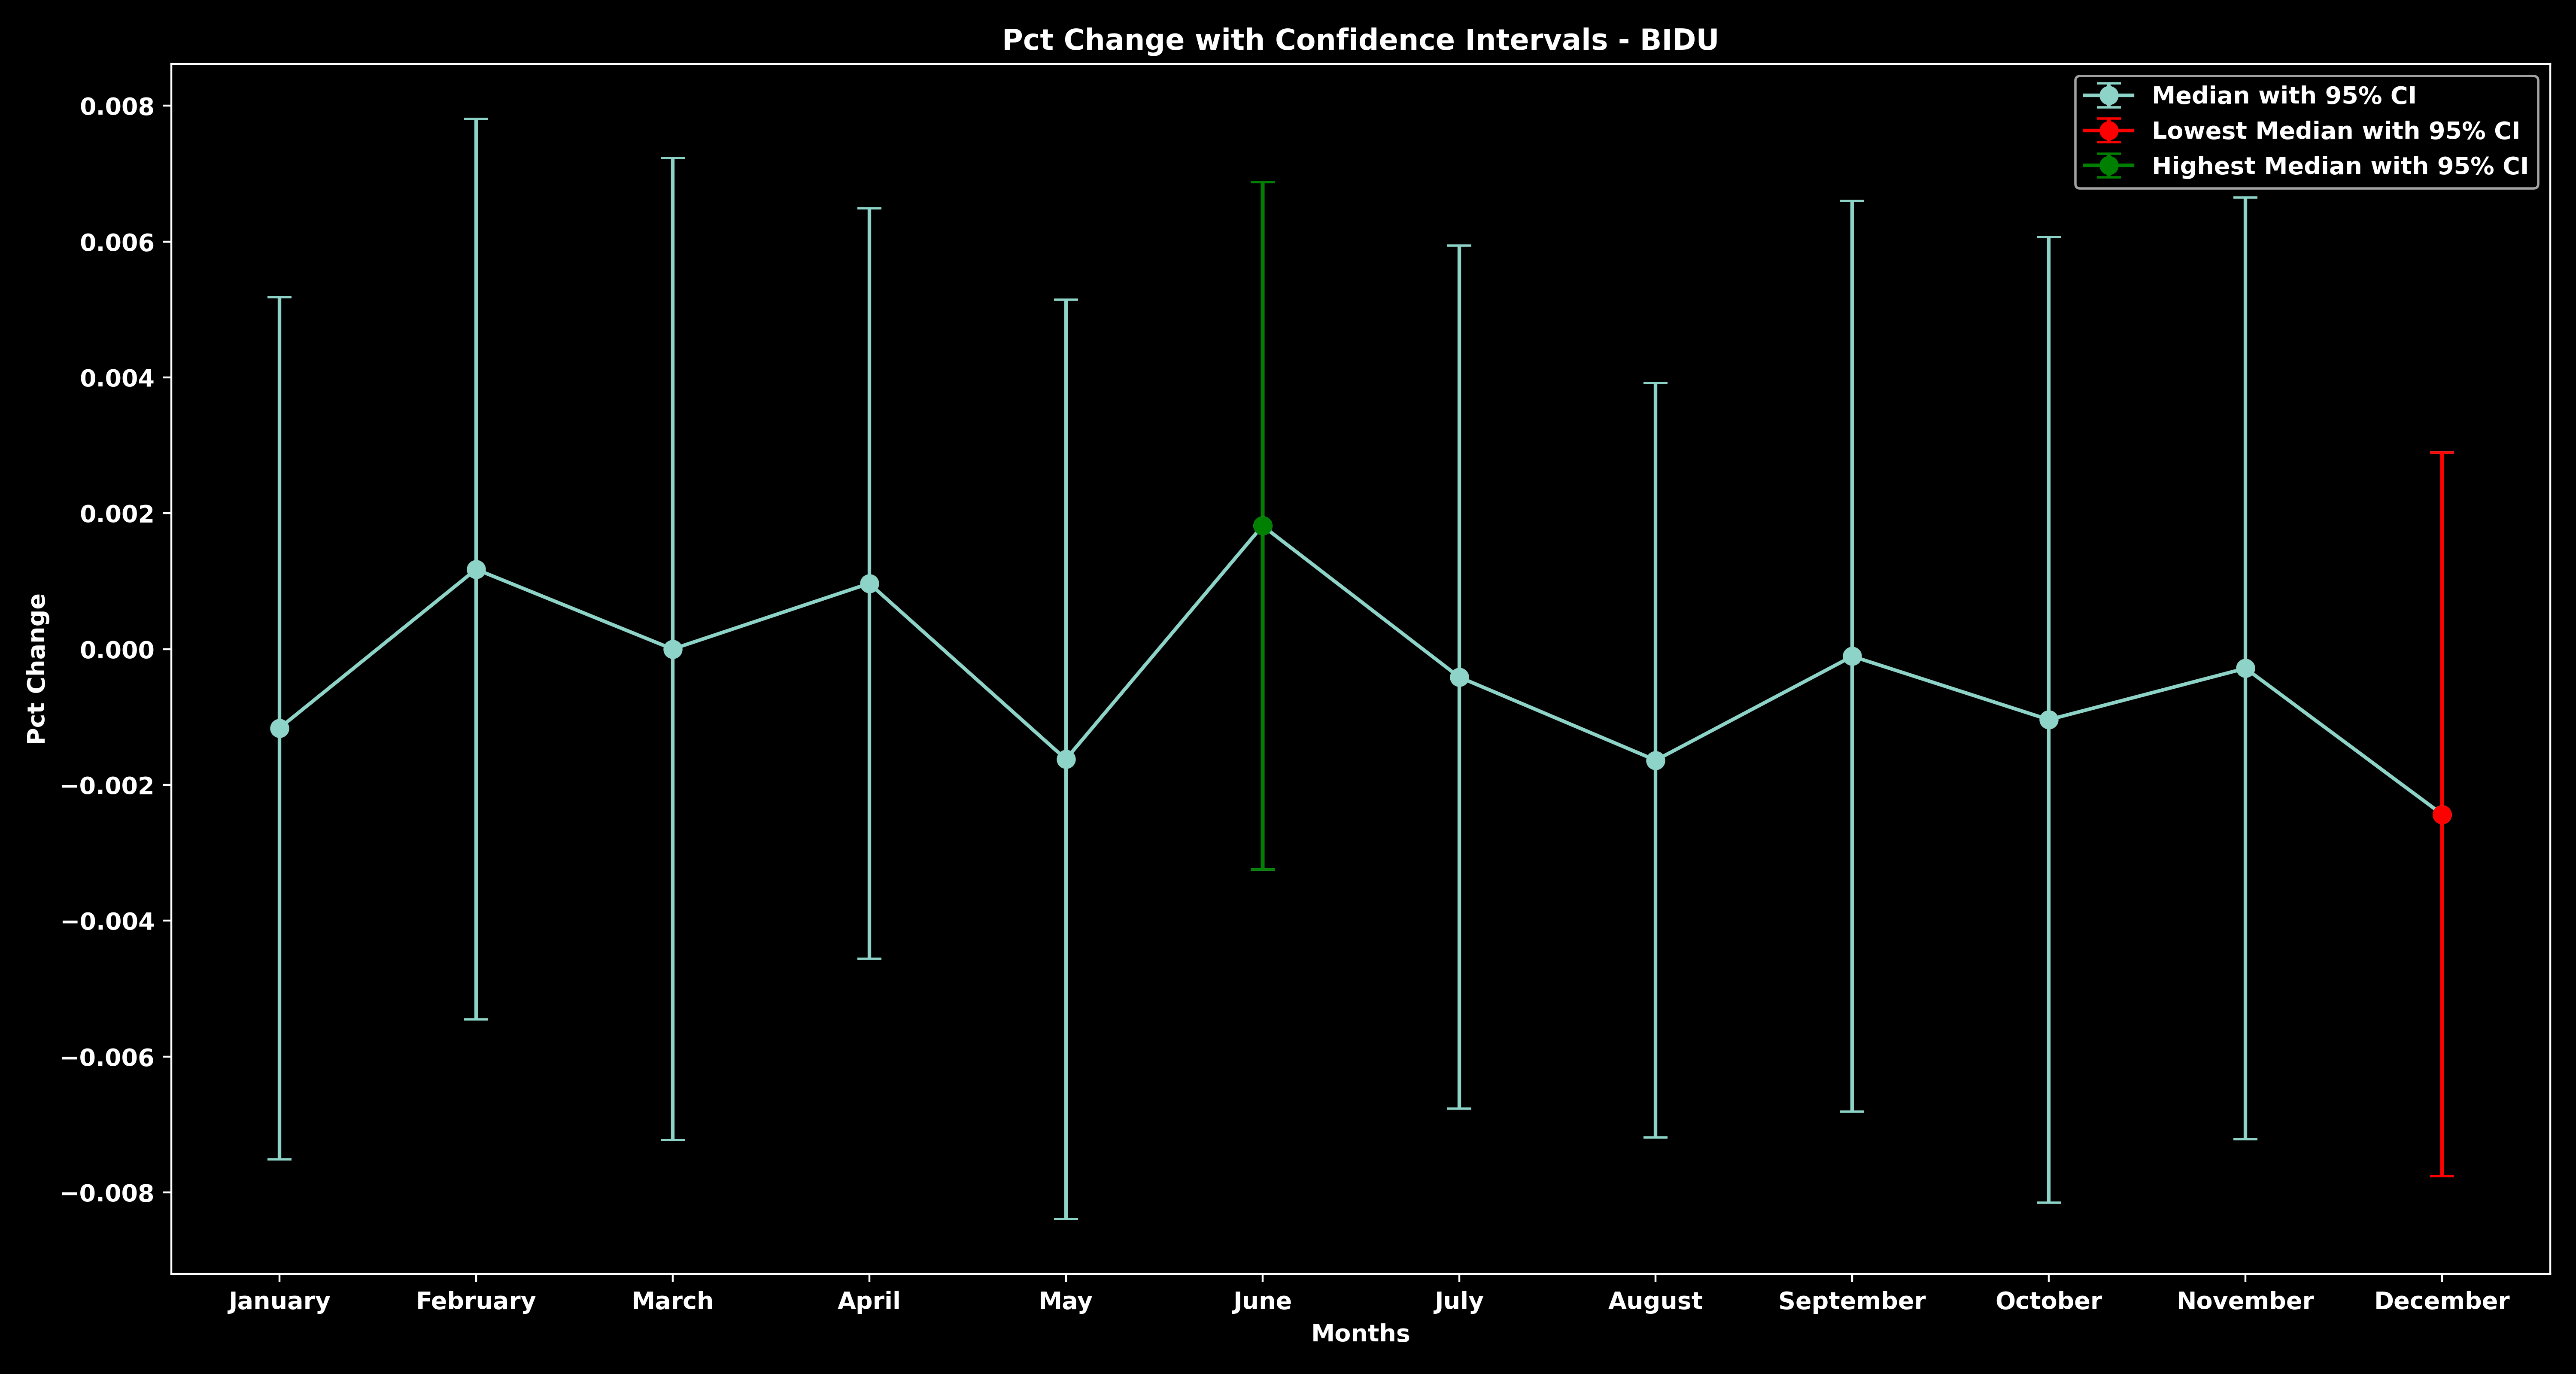 Pct Change with Confidence Intervals - BIDU
Median with 95% CI
Lowest Median with 95% CI
Highest Median with 95% CI
Pct Change
0.008
0.006
0.004
0.002
0.000
−0.002
−0.004
−0.006
−0.008
January February March April May June July August September October November December
Months